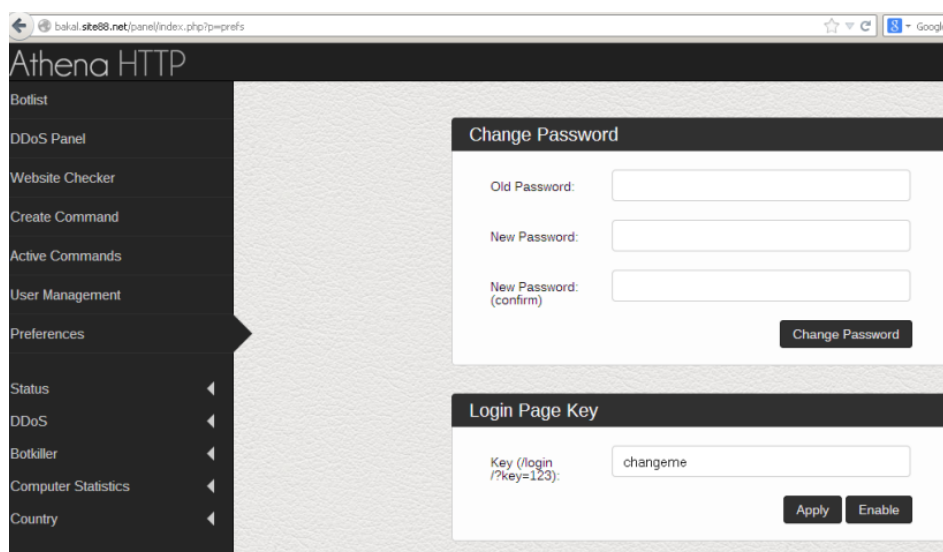 bakal.site88.net/panel/index.php?p=prefs
Google
Athena HTTP
Botlist
DDoS Panel
Website Checker
Create Command
Active Commands
User Management
Preferences
Status
DDoS
Botkiller
Computer Statistics
Country
Change Password
Old Password:
New Password:
New Password:
(confirm)
Change Password
Login Page Key
Key (/login
/?key=123):
changeme
Apply
Enable